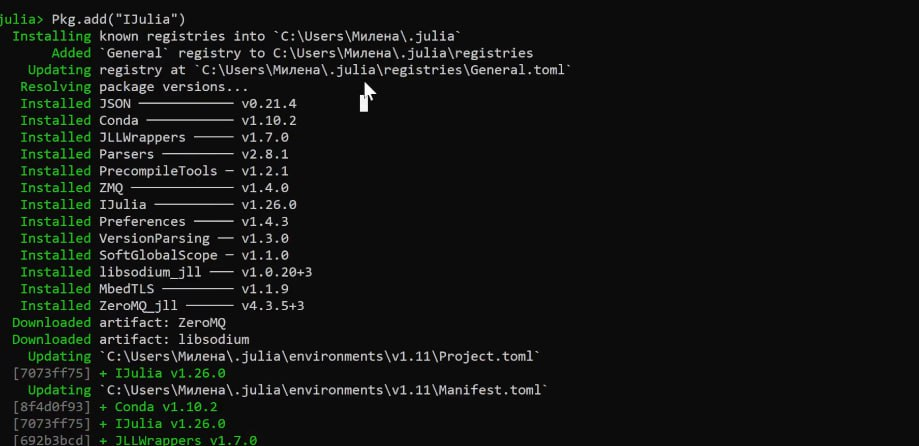 julia> Pkg.add("IJulia")
Installing known registries into `C:\Users\Милена\.julia`
Added `General` registry to C:\Users\Милена\.julia\registries
Updating registry at `C:\Users\Милена\.julia\registries\General.toml`
Resolving package versions...
Installed JSON ──────────── v0.21.4
Installed Conda ─────────── v1.10.2
Installed JLLWrappers ───── v1.7.0
Installed Parsers ───────── v2.8.1
Installed PrecompileTools ─ v1.2.1
Installed ZMQ ───────────── v1.4.0
Installed IJulia ────────── v1.26.0
Installed Preferences ───── v1.4.3
Installed VersionParsing ── v1.3.0
Installed SoftGlobalScope ─ v1.1.0
Installed libsodium_jll ─── v1.0.20+3
Installed MbedTLS ───────── v1.1.9
Installed ZeroMQ_jll ────── v4.3.5+3
Downloaded artifact: ZeroMQ
Downloaded artifact: libsodium
Updating `C:\Users\Милена\.julia\environments\v1.11\Project.toml`
[7073ff75] + IJulia v1.26.0
Updating `C:\Users\Милена\.julia\environments\v1.11\Manifest.toml`
[8f4d0f93] + Conda v1.10.2
[7073ff75] + IJulia v1.26.0
[692b3bcd] + JLLWrappers v1.7.0